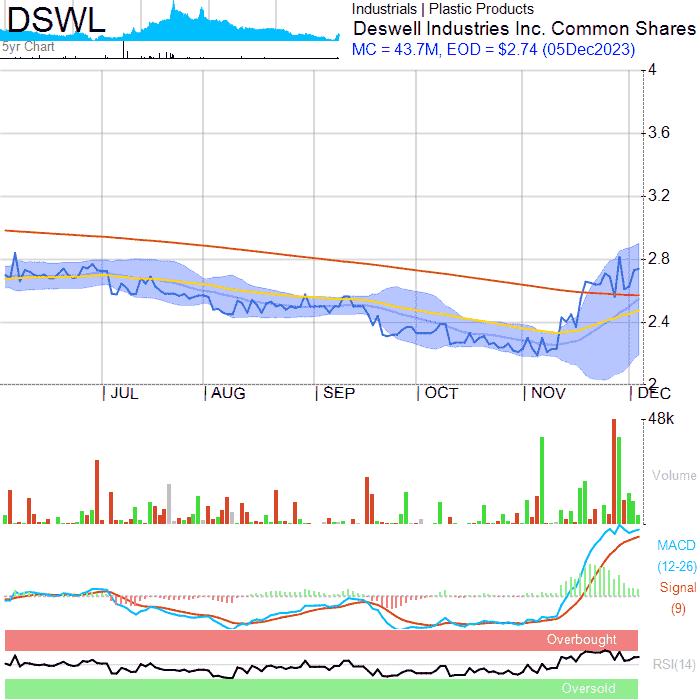 DSWL
5yr Chart
Industrials | Plastic Products
Deswell Industries Inc. Common Shares
MC = 43.7M, EOD = $2.74 (05Dec2023)
4
3.6
3.2
2.8
2.4
2
JUL AUG SEP OCT NOV DEC
48k
Volume
MACD
(12-26)
Signal
(9)
Overbought
RSI(14)
Oversold